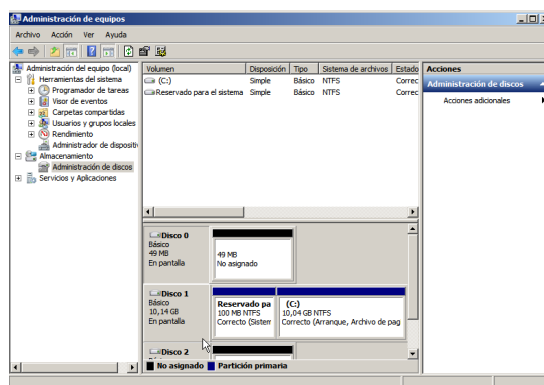 Administración de equipos
Archivo Acción Ver Ayuda
Administración del equipo (local)
Herramientas del sistema
Programador de tareas
Visor de eventos
Carpetas compartidas
Usuarios y grupos locales
Rendimiento
Administrador de dispositi
Almacenamiento
Administración de discos
Servicios y Aplicaciones
Volumen Disposición Tipo Sistema de archivos Estado
(C:) Simple Básico NTFS Correc
Reservado para el sistema Simple Básico NTFS Correc
Acciones
Administración de discos
Acciones adicionales
Disco 0
Básico
49 MB
En pantalla
49 MB
No asignado
Disco 1
Básico
10,14 GB
En pantalla
Reservado pa
100 MB NTFS
Correcto (Sistem
(C:)
10,04 GB NTFS
Correcto (Arranque, Archivo de pag
Disco 2
No asignado Partición primaria